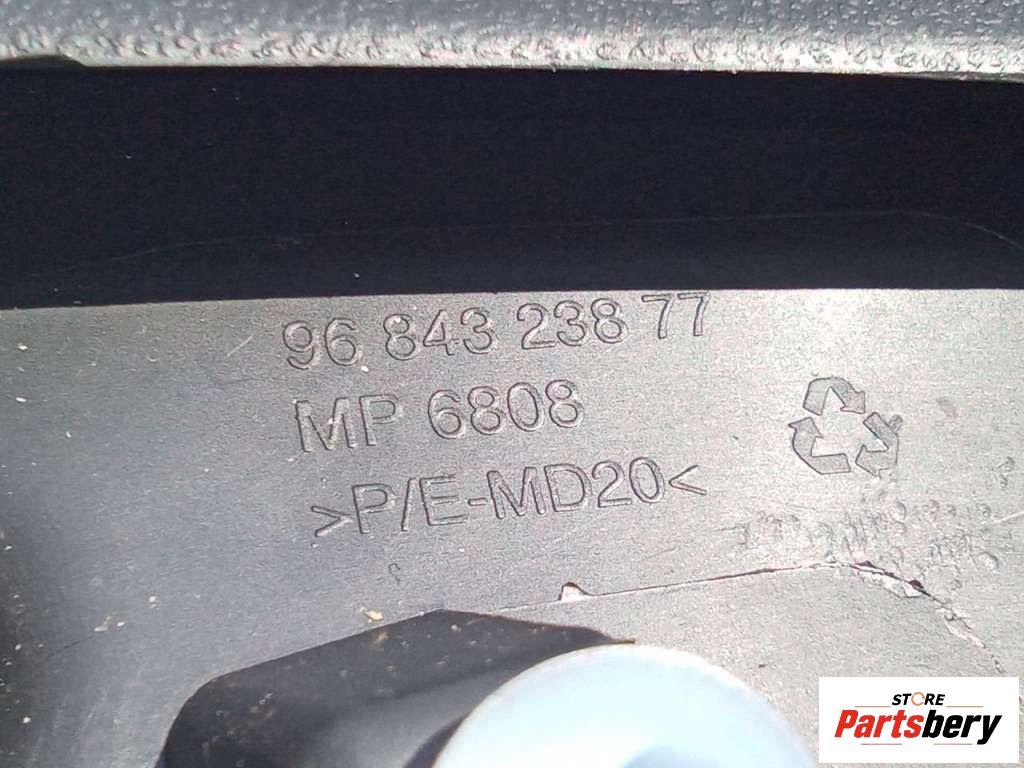 96 843 238 77
MP 6808
>P/E-MD20<
STORE
Partsbery